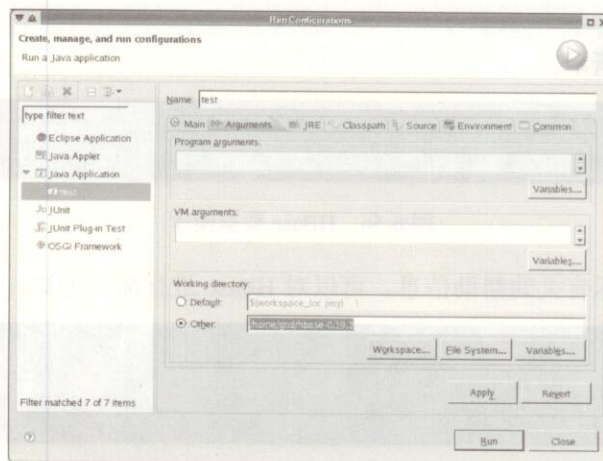 Run Configurations
Create, manage, and run configurations
Run a Java application
type filter text
Eclipse Application
Java Applet
Java Application
test
JUnit
JUnit Plug-in Test
OSGi Framework
Filter matched 7 of 7 items
Name: test
Main Arguments JRE Classpath Source Environment Common
Program arguments:
Variables...
VM arguments:
Variables...
Working directory
Default: ${workspace_loc:proj}
Other: /home/grid/hbase-0.19.3
Workspace... File System... Variables...
Apply Revert
Run Close